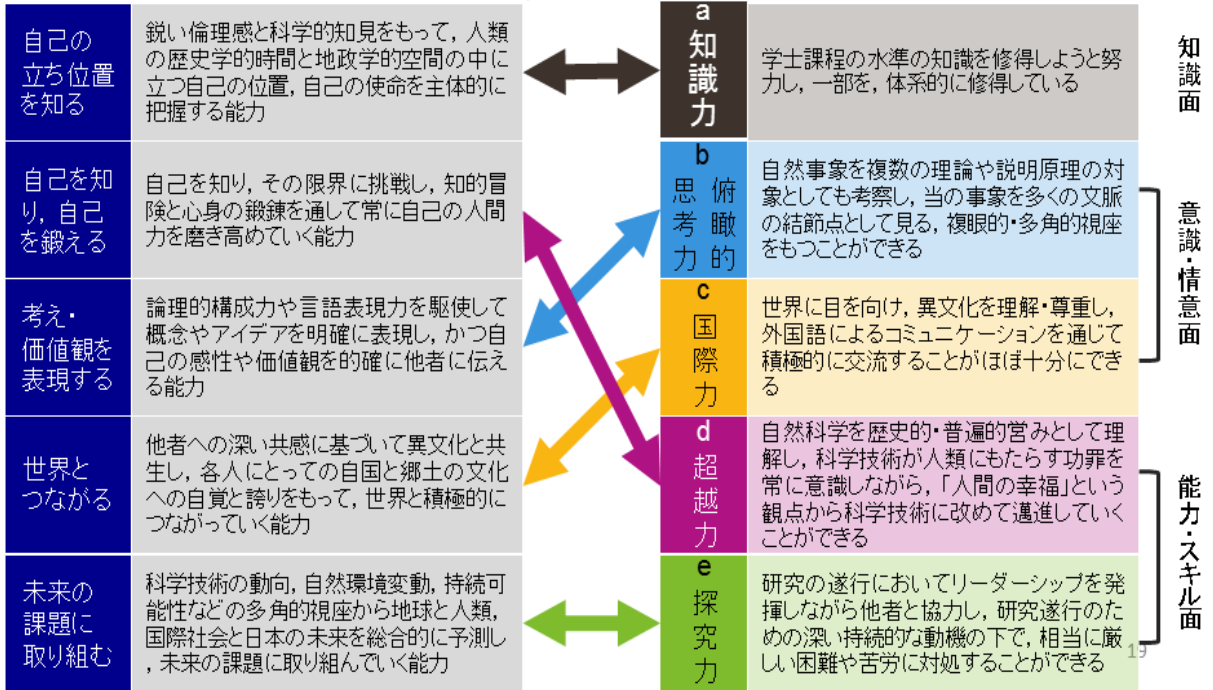 自己の
立ち位置
を知る
鋭い倫理感と科学的知見をもって，人類
の歴史学的時間と地政学的空間の中に
立つ自己の位置，自己の使命を主体的に
把握する能力
a
知識力
学士課程の水準の知識を修得しようと努
力し，一部を，体系的に修得している
知識面
自己を知
り，自己
を鍛える
自己を知り，その限界に挑戦し，知的冒
険と心身の鍛錬を通して常に自己の人間
力を磨き高めていく能力
b
俯瞰的
思考力
自然事象を複数の理論や説明原理の対
象としても考察し，当の事象を多くの文脈
の結節点として見る，複眼的・多角的視座
をもつことができる
意識・情意面
考え・
価値観を
表現する
論理的構成力や言語表現力を駆使して
概念やアイデアを明確に表現し，かつ自
己の感性や価値観を的確に他者に伝え
る能力
c
国際力
世界に目を向け，異文化を理解・尊重し，
外国語によるコミュニケーションを通じて
積極的に交流することがほぼ十分にでき
る
世界と
つながる
他者への深い共感に基づいて異文化と共
生し，各人にとっての自国と郷土の文化
への自覚と誇りをもって，世界と積極的に
つながっていく能力
d
超越力
自然科学を歴史的・普遍的営みとして理
解し，科学技術が人類にもたらす功罪を
常に意識しながら，「人間の幸福」という
観点から科学技術に改めて邁進していく
ことができる
能力・スキル面
未来の
課題に
取り組む
科学技術の動向，自然環境変動，持続可
能性などの多角的視座から地球と人類，
国際社会と日本の未来を総合的に予測し
，未来の課題に取り組んでいく能力
e
探究力
研究の遂行においてリーダーシップを発
揮しながら他者と協力し，研究遂行のた
めの深い持続的な動機の下で，相当に厳
しい困難や苦労に対処することができる
19